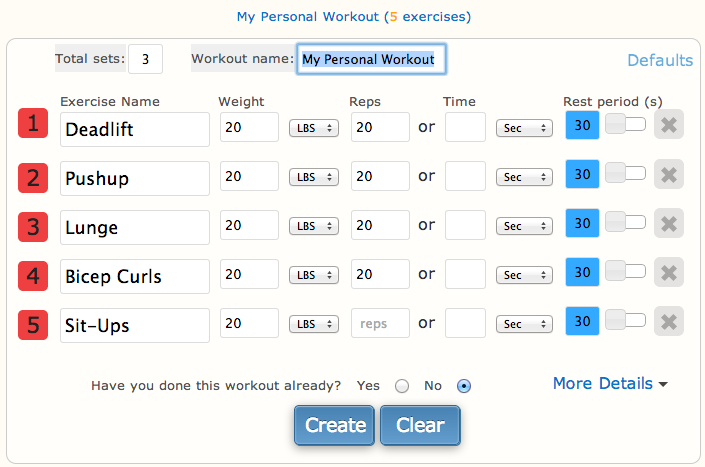 My Personal Workout (5 exercises)
Total sets: 3 Workout name: My Personal Workout Defaults
Exercise Name Weight Reps Time Rest period (s)
1 Deadlift 20 LBS 20 or Sec 30
2 Pushup 20 LBS 20 or Sec 30
3 Lunge 20 LBS 20 or Sec 30
4 Bicep Curls 20 LBS 20 or Sec 30
5 Sit-Ups 20 LBS reps or Sec 30
Have you done this workout already? Yes No More Details
Create Clear